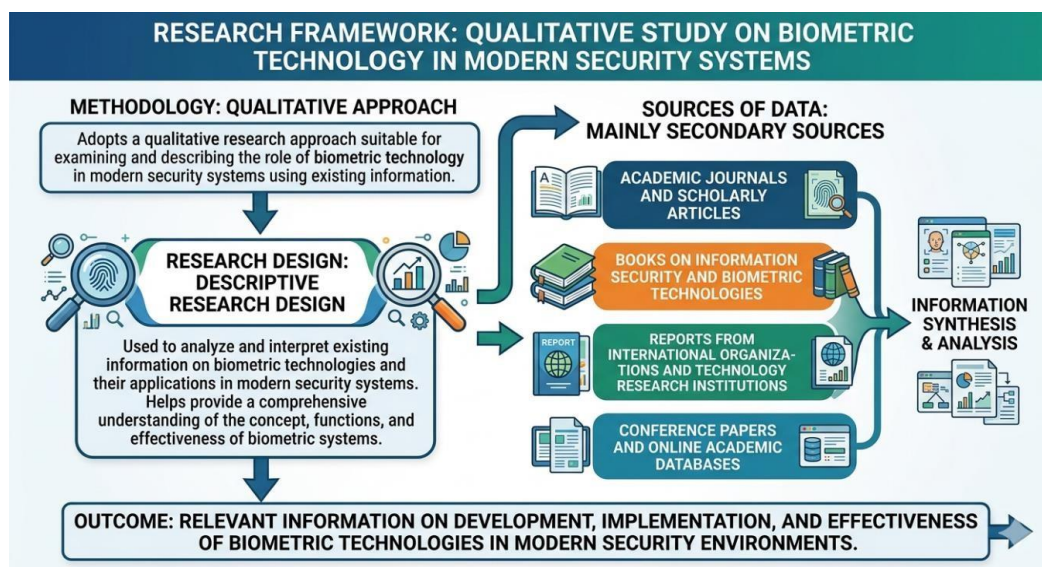 RESEARCH FRAMEWORK: QUALITATIVE STUDY ON BIOMETRIC
TECHNOLOGY IN MODERN SECURITY SYSTEMS
METHODOLOGY: QUALITATIVE APPROACH
Adopts a qualitative research approach suitable for
examining and describing the role of biometric technology
in modern security systems using existing information.
RESEARCH DESIGN:
DESCRIPTIVE
RESEARCH DESIGN
Used to analyze and interpret existing
information on biometric technologies and
their applications in modern security systems.
Helps provide a comprehensive
understanding of the concept, functions, and
effectiveness of biometric systems.
SOURCES OF DATA:
MAINLY SECONDARY SOURCES
A
ACADEMIC JOURNALS
AND SCHOLARLY
ARTICLES
BOOKS ON INFORMATION
SECURITY AND BIOMETRIC
TECHNOLOGIES
REPORT
REPORTS FROM
INTERNATIONAL ORGANIZA-
TIONS AND TECHNOLOGY
RESEARCH INSTITUTIONS
CONFERENCE PAPERS
AND ONLINE ACADEMIC
DATABASES
INFORMATION
SYNTHESIS
& ANALYSIS
OUTCOME: RELEVANT INFORMATION ON DEVELOPMENT, IMPLEMENTATION, AND EFFECTIVENESS
OF BIOMETRIC TECHNOLOGIES IN MODERN SECURITY ENVIRONMENTS.